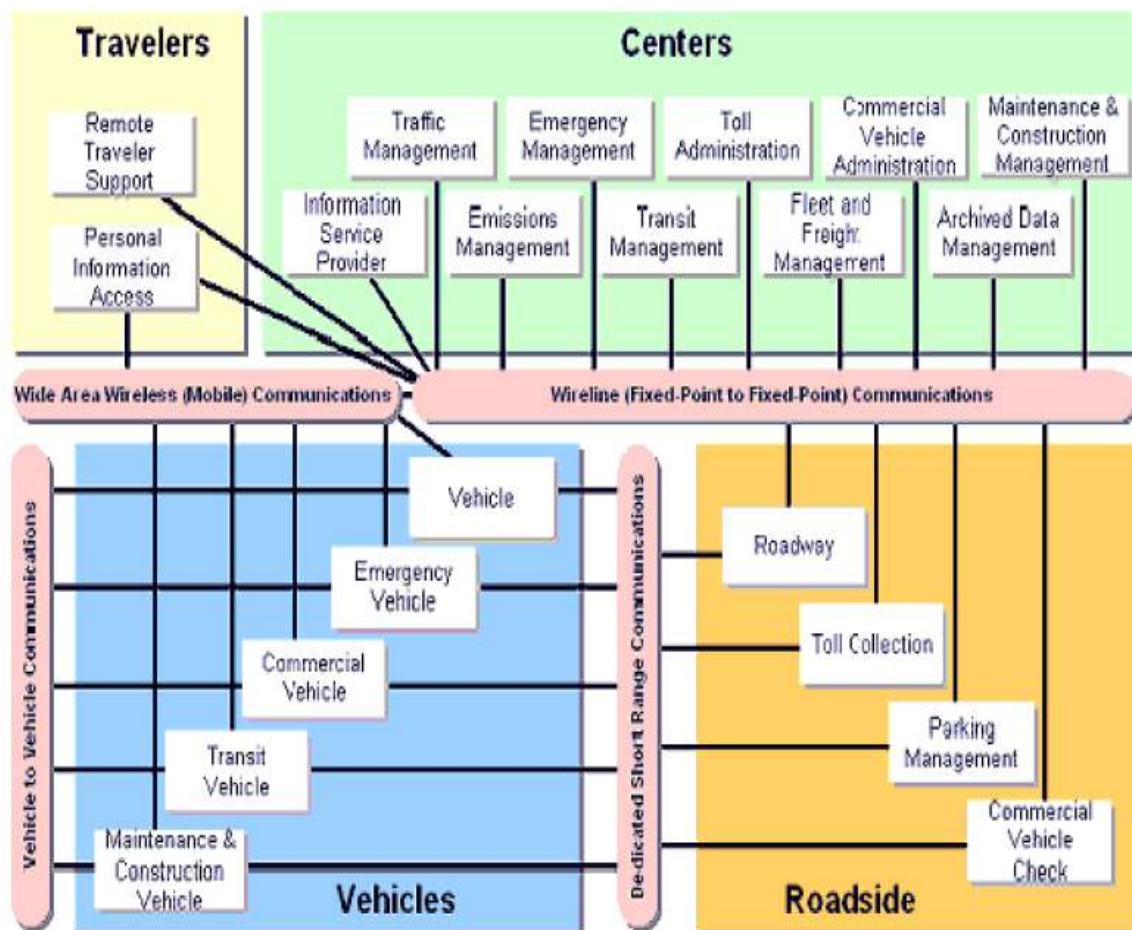 Travelers
Centers
Remote
Traveler
Support
Personal
Information
Access
Traffic
Management
Emergency
Management
Toll
Administration
Commercial
Vehicle
Administration
Maintenance &
Construction
Management
Information
Service
Provider
Emissions
Management
Transit
Management
Fleet and
Freight
Management
Archived Data
Management
Wide Area Wireless (Mobile) Communications
Wireline (Fixed-Point to Fixed-Point) Communications
Vehicle to Vehicle Communications
Vehicle
Emergency
Vehicle
Commercial
Vehicle
Transit
Vehicle
Maintenance &
Construction
Vehicle
Vehicles
Dedicated Short Range Communications
Roadway
Toll Collection
Parking
Management
Commercial
Vehicle
Check
Roadside